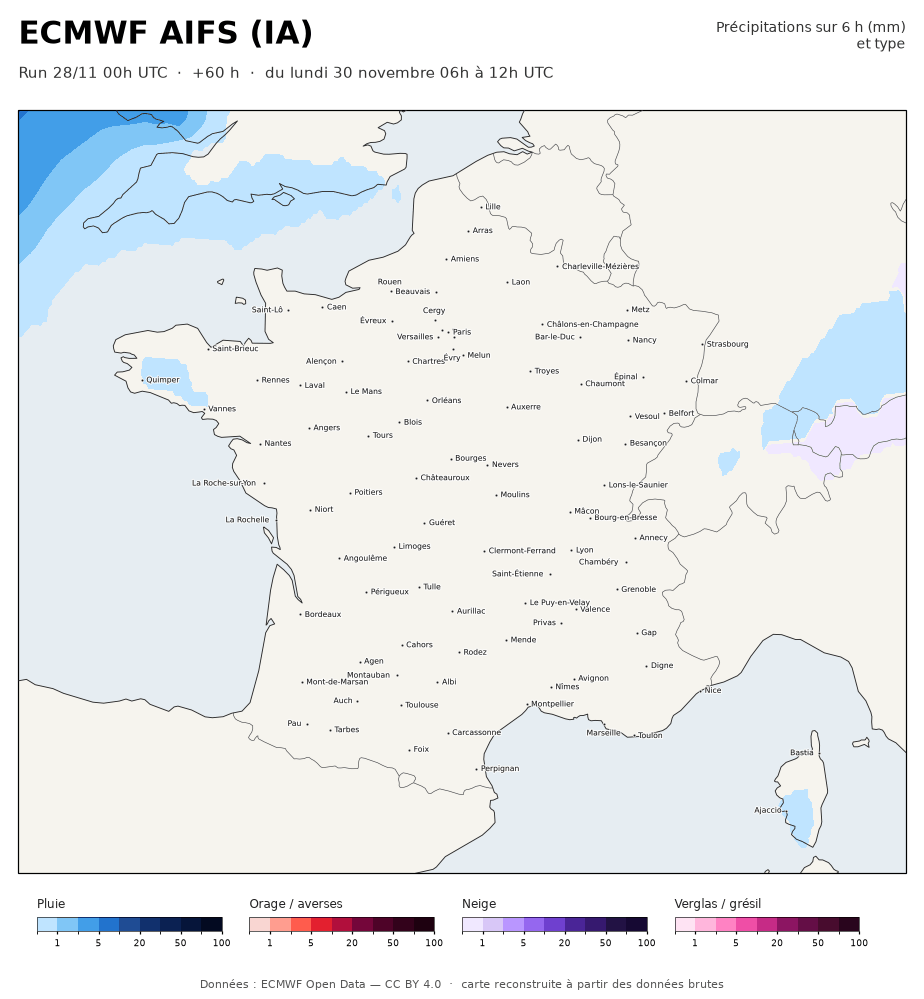 ECMWF AIFS (IA)
Précipitations sur 6 h (mm)
et type
Run 28/11 00h UTC · +60 h · du lundi 30 novembre 06h à 12h UTC
Lille
Arras
Amiens
Charleville-Mézières
Rouen
Laon
Beauvais
Saint-Lô
Caen
Cergy
Metz
Évreux
Châlons-en-Champagne
Versailles
Paris
Bar-le-Duc
Nancy
Strasbourg
Saint-Brieuc
Évry
Melun
Alençon
Chartres
Troyes
Épinal
Quimper
Rennes
Laval
Chaumont
Colmar
Le Mans
Orléans
Vannes
Auxerre
Belfort
Vesoul
Blois
Angers
Tours
Dijon
Nantes
Besançon
Bourges
Nevers
Châteauroux
La Roche-sur-Yon
Lons-le-Saunier
Poitiers
Moulins
Niort
Mâcon
Bourg-en-Bresse
La Rochelle
Guéret
Annecy
Limoges
Clermont-Ferrand
Lyon
Angoulême
Chambéry
Saint-Étienne
Tulle
Grenoble
Périgueux
Le Puy-en-Velay
Valence
Aurillac
Bordeaux
Privas
Gap
Mende
Cahors
Rodez
Agen
Digne
Montauban
Mont-de-Marsan
Albi
Avignon
Nîmes
Nice
Auch
Toulouse
Montpellier
Pau
Tarbes
Carcassonne
Marseille
Toulon
Foix
Bastia
Perpignan
Ajaccio
Pluie
1 5 20 50 100
Orage / averses
1 5 20 50 100
Neige
1 5 20 50 100
Verglas / grésil
1 5 20 50 100
Données : ECMWF Open Data — CC BY 4.0 · carte reconstruite à partir des données brutes